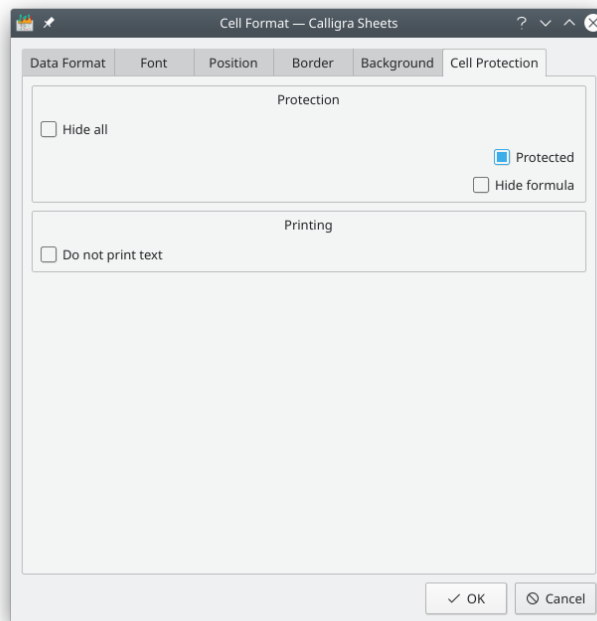 Cell Format — Calligra Sheets
Data Format Font Position Border Background Cell Protection
Protection
Hide all
Protected
Hide formula
Printing
Do not print text
OK Cancel